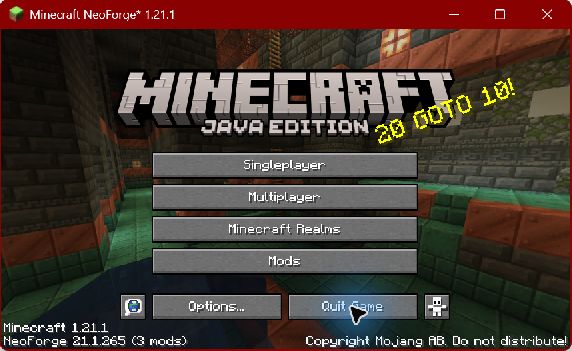 Minecraft NeoForge* 1.21.1
MINECRAFT
JAVA EDITION
20 GOTO 10!
Singleplayer
Multiplayer
Minecraft Realms
Mods
Options...
Quit Game
Minecraft 1.21.1
NeoForge 21.1.265 (3 mods)
Copyright Mojang AB. Do not distribute!